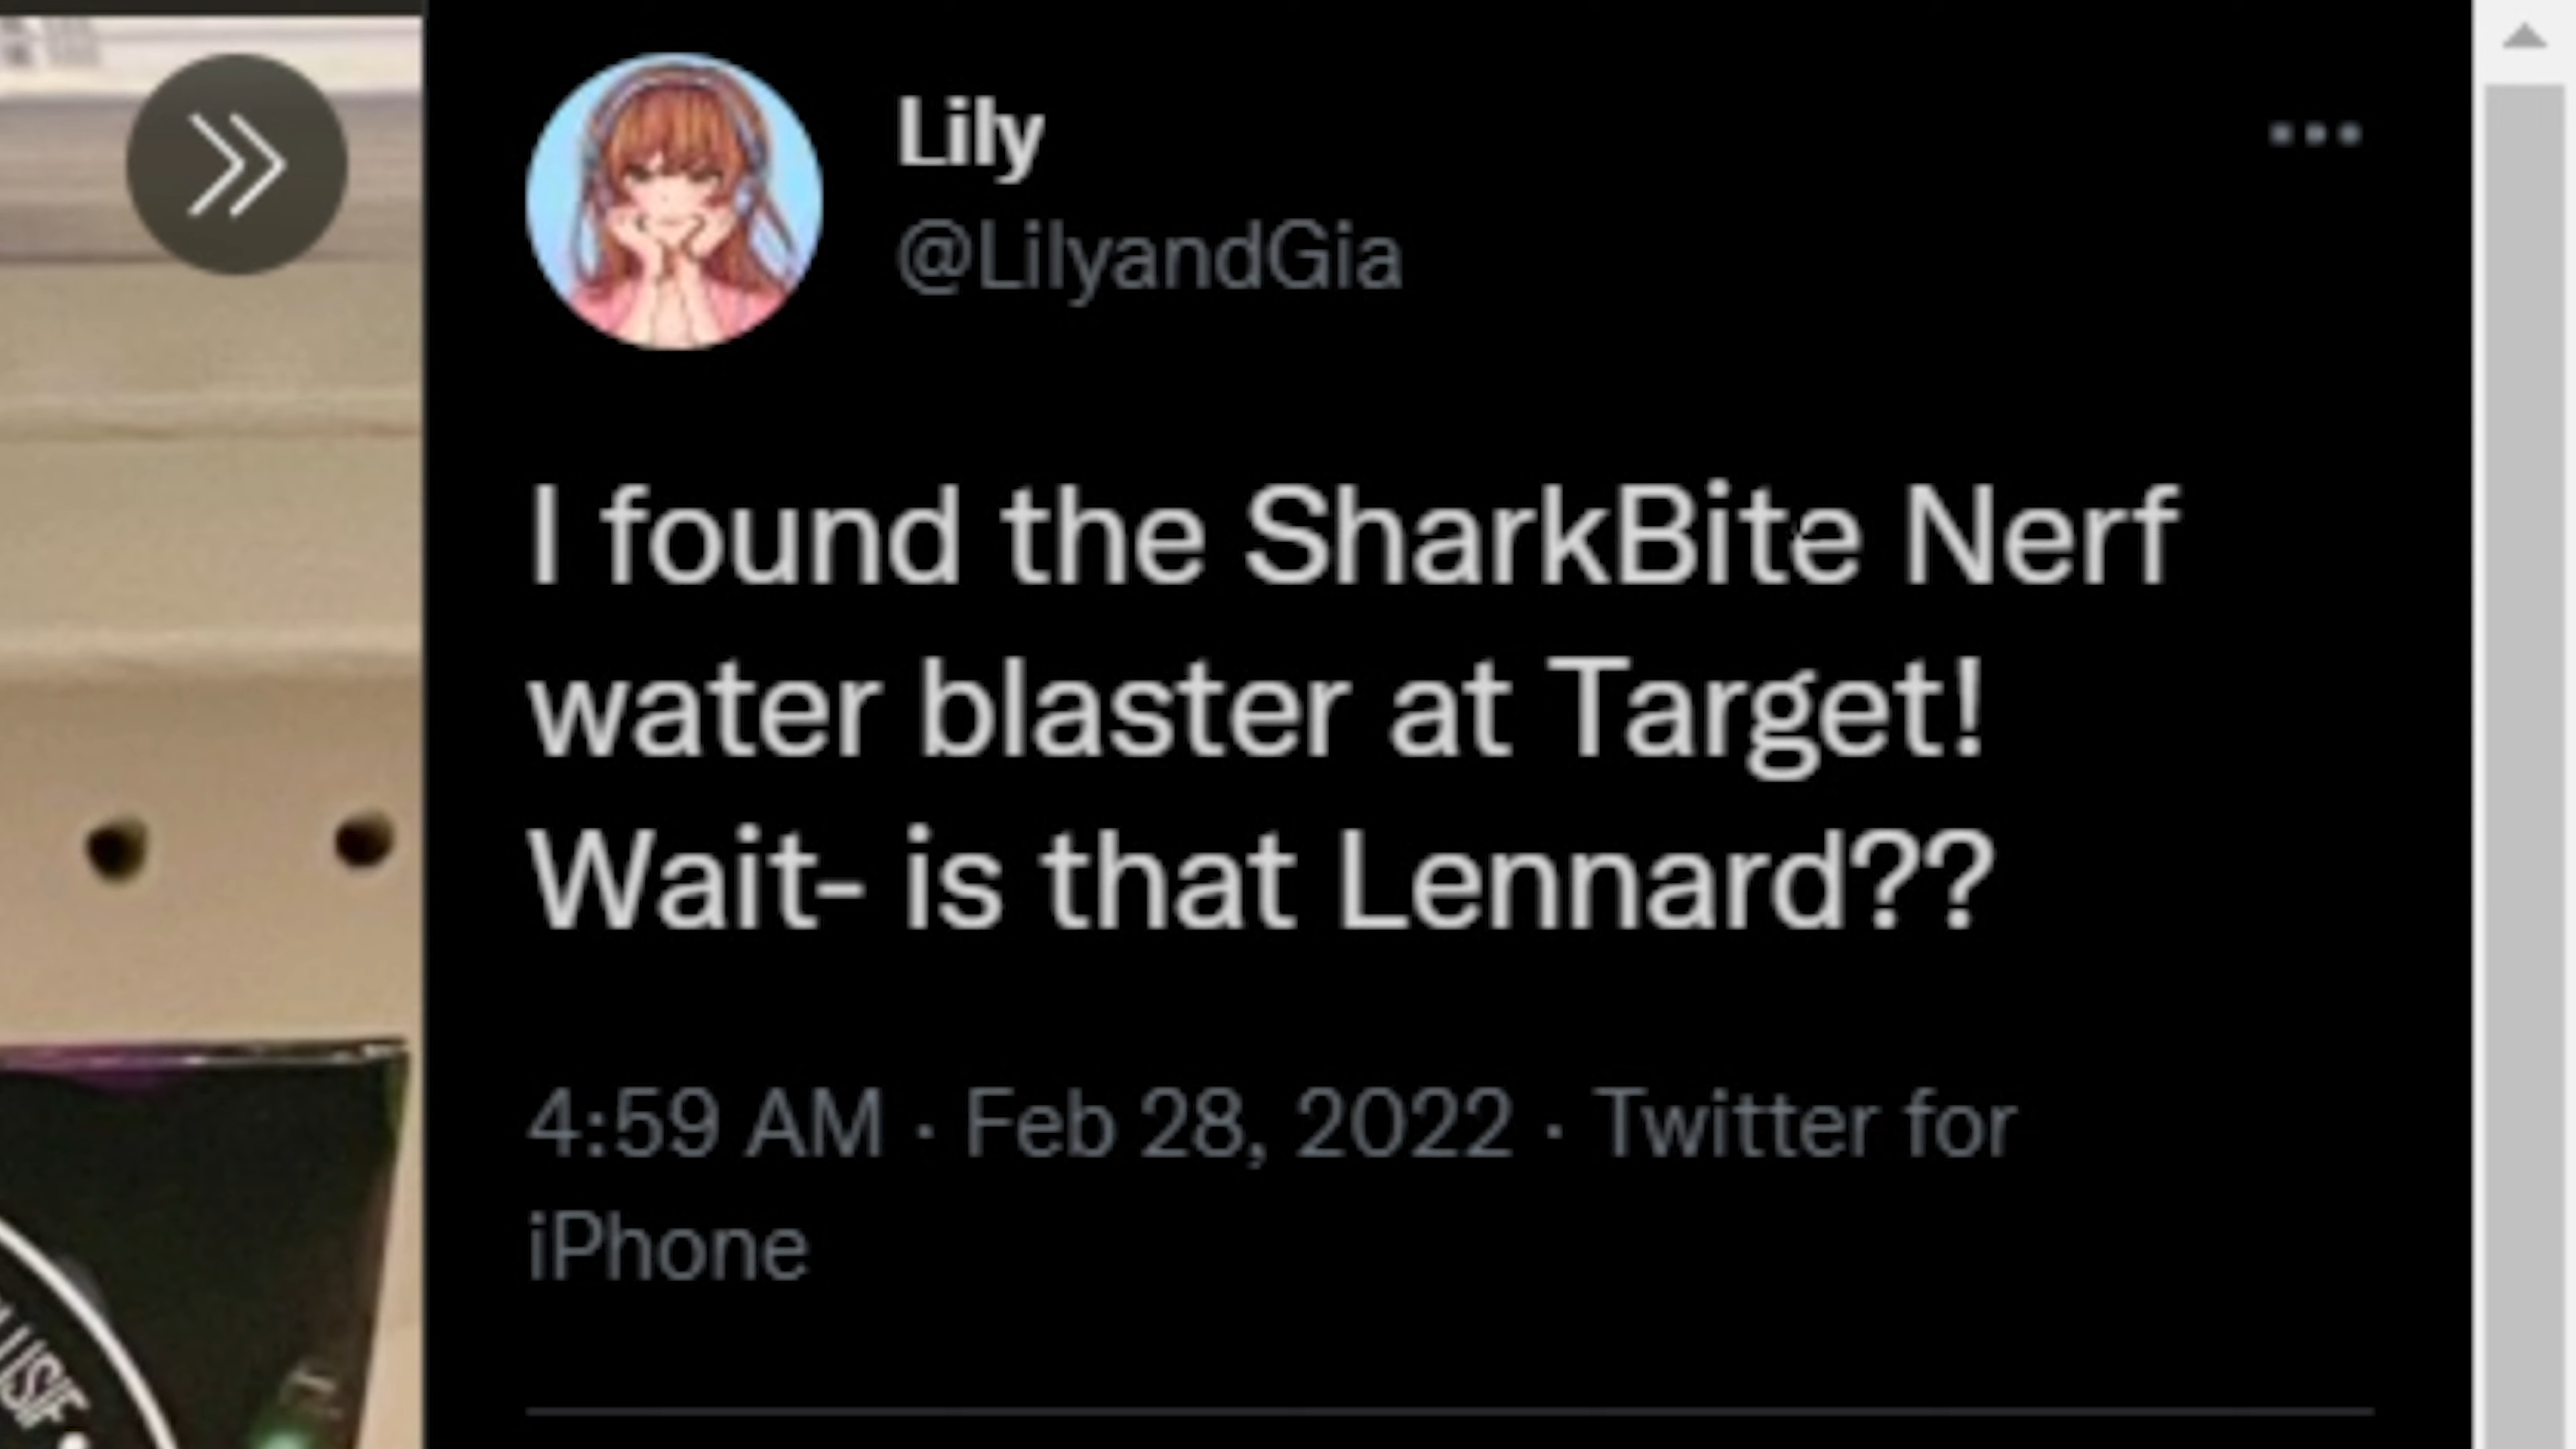 Lily
@LilyandGia
I found the SharkBite Nerf
water blaster at Target!
Wait- is that Lennard??
4:59 AM · Feb 28, 2022 · Twitter for
iPhone